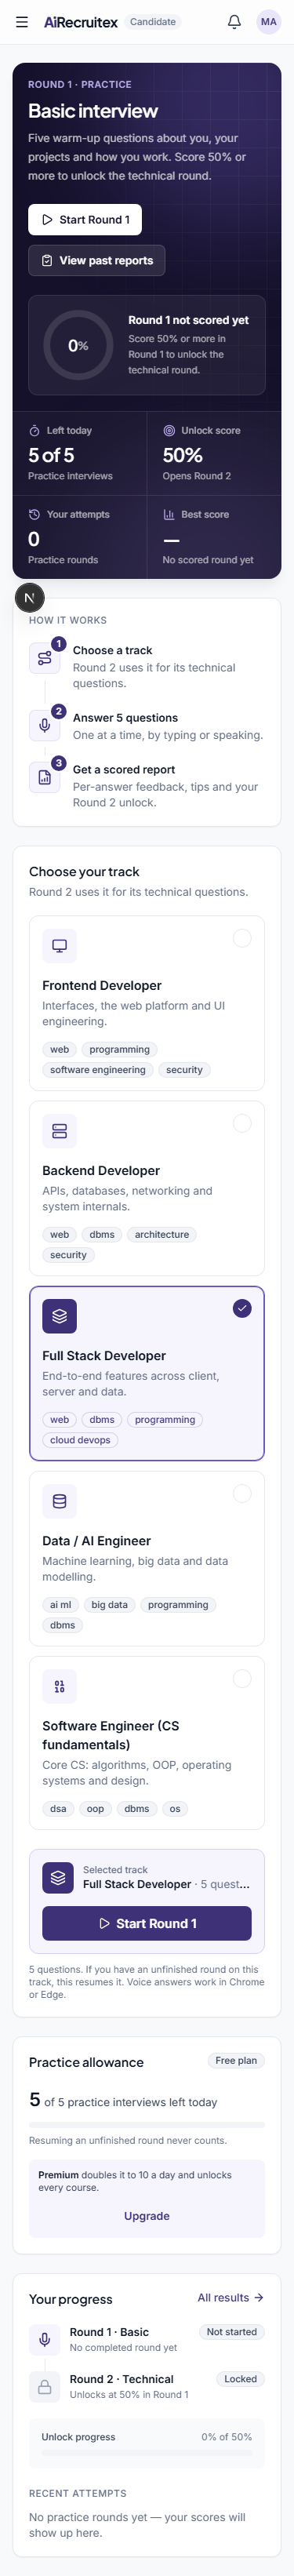 AiRecruitex Candidate MA
ROUND 1 · PRACTICE
Basic interview
Five warm-up questions about you, your
projects and how you work. Score 50% or
more to unlock the technical round.
Start Round 1
View past reports
0%
Round 1 not scored yet
Score 50% or more in
Round 1 to unlock the
technical round.
Left today
5 of 5
Practice interviews
Unlock score
50%
Opens Round 2
Your attempts
0
Practice rounds
Best score
—
No scored round yet
N
HOW IT WORKS
1
Choose a track
Round 2 uses it for its technical
questions.
2
Answer 5 questions
One at a time, by typing or speaking.
3
Get a scored report
Per-answer feedback, tips and your
Round 2 unlock.
Choose your track
Round 2 uses it for its technical questions.
Frontend Developer
Interfaces, the web platform and UI
engineering.
web programming
software engineering security
Backend Developer
APIs, databases, networking and
system internals.
web dbms architecture
security
Full Stack Developer
End-to-end features across client,
server and data.
web dbms programming
cloud devops
Data / AI Engineer
Machine learning, big data and data
modelling.
ai ml big data programming
dbms
01
10
Software Engineer (CS
fundamentals)
Core CS: algorithms, OOP, operating
systems and design.
dsa oop dbms os
Selected track
Full Stack Developer · 5 quest...
Start Round 1
5 questions. If you have an unfinished round on this
track, this resumes it. Voice answers work in Chrome
or Edge.
Practice allowance Free plan
5 of 5 practice interviews left today
Resuming an unfinished round never counts.
Premium doubles it to 10 a day and unlocks
every course.
Upgrade
Your progress All results →
Round 1 · Basic Not started
No completed round yet
Round 2 · Technical Locked
Unlocks at 50% in Round 1
Unlock progress 0% of 50%
RECENT ATTEMPTS
No practice rounds yet — your scores will
show up here.